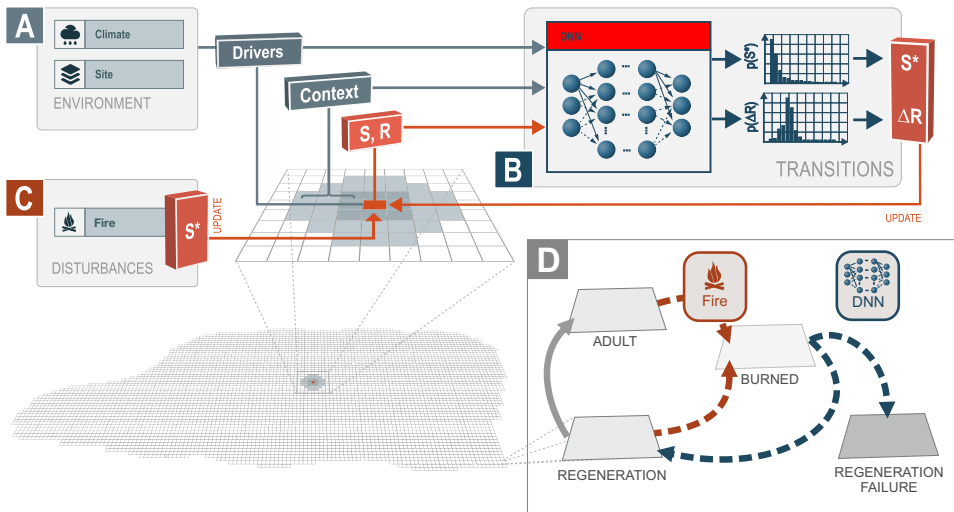 A
Climate
Site
ENVIRONMENT
Drivers
Context
S, R
B
DNN
p(S*)
p(ΔR)
S*
ΔR
TRANSITIONS
UPDATE
C
Fire
S*
UPDATE
DISTURBANCES
D
Fire
DNN
ADULT
BURNED
REGENERATION
REGENERATION
FAILURE